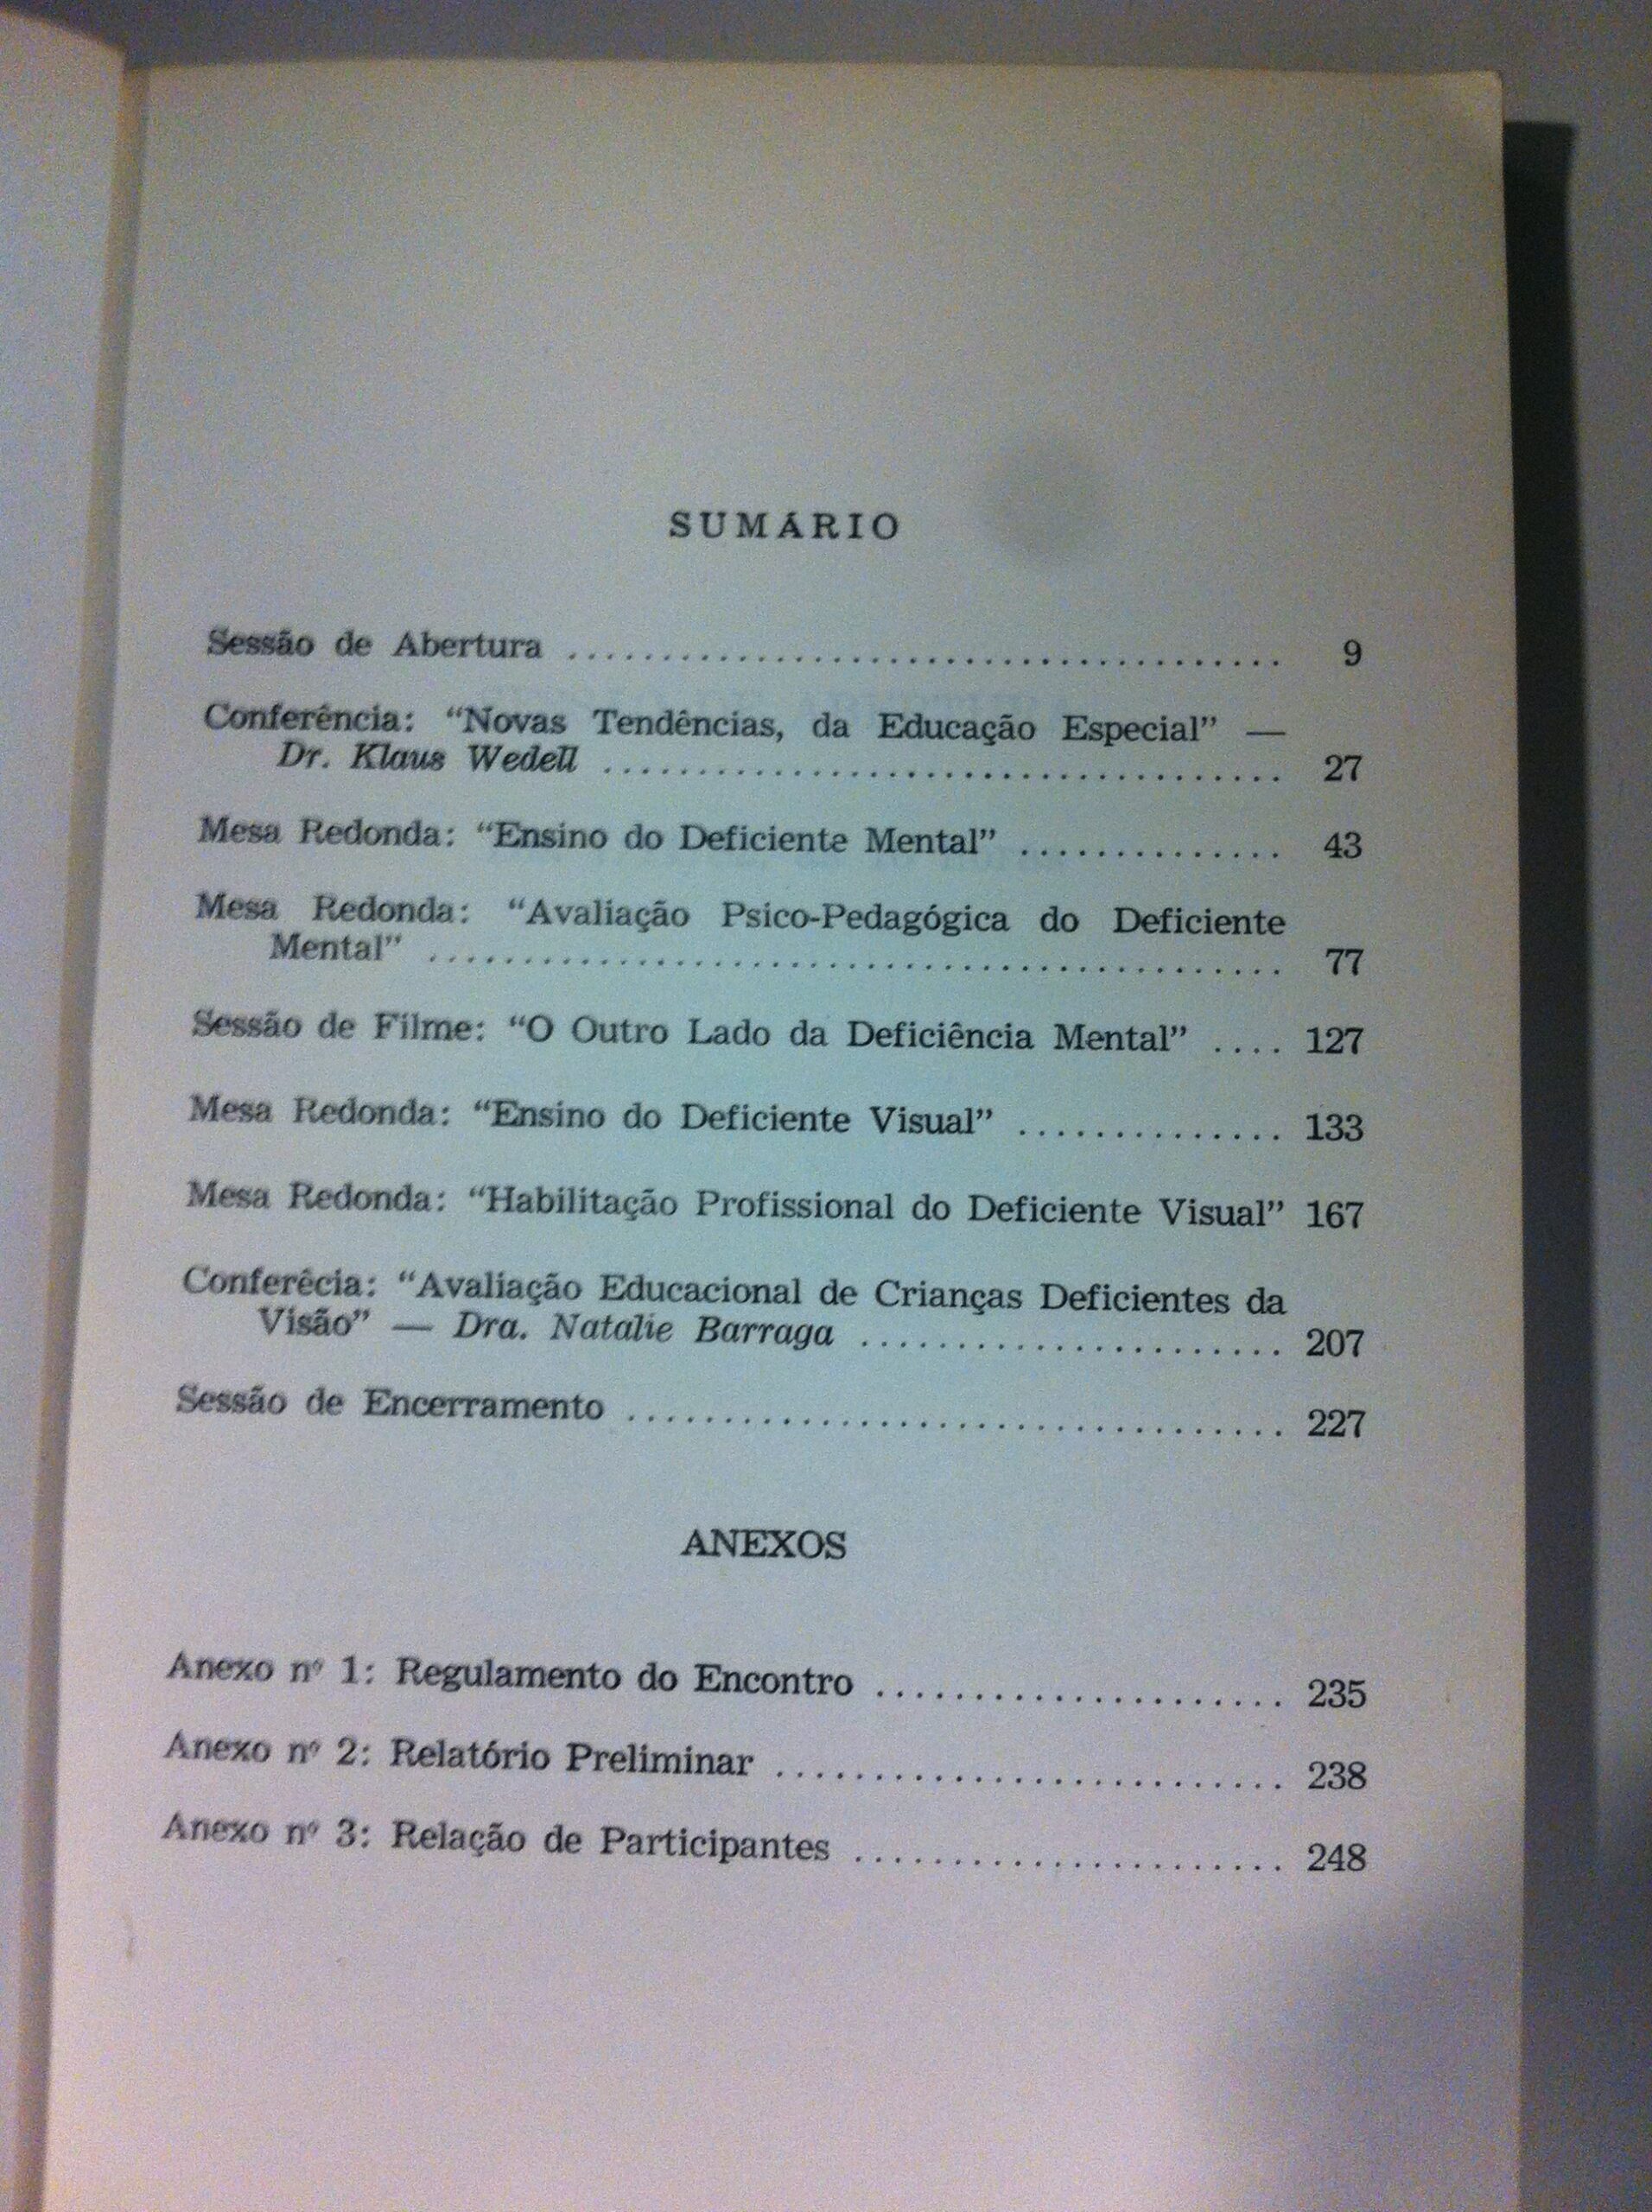 SUMÁRIO
Sessão de Abertura ........................................ 9
Conferência: “Novas Tendências, da Educação Especial” —
Dr. Klaus Wedell ...................................... 27
Mesa Redonda: “Ensino do Deficiente Mental” .............. 43
Mesa Redonda: “Avaliação Psico-Pedagógica do Deficiente
Mental” ................................................ 77
Sessão de Filme: “O Outro Lado da Deficiência Mental” .... 127
Mesa Redonda: “Ensino do Deficiente Visual” .............. 133
Mesa Redonda: “Habilitação Profissional do Deficiente Visual” 167
Conferêcia: “Avaliação Educacional de Crianças Deficientes da
Visão” — Dra. Natalie Barraga ....................... 207
Sessão de Encerramento ................................... 227
ANEXOS
Anexo nº 1: Regulamento do Encontro ...................... 235
Anexo nº 2: Relatório Preliminar ........................... 238
Anexo nº 3: Relação de Participantes ....................... 248